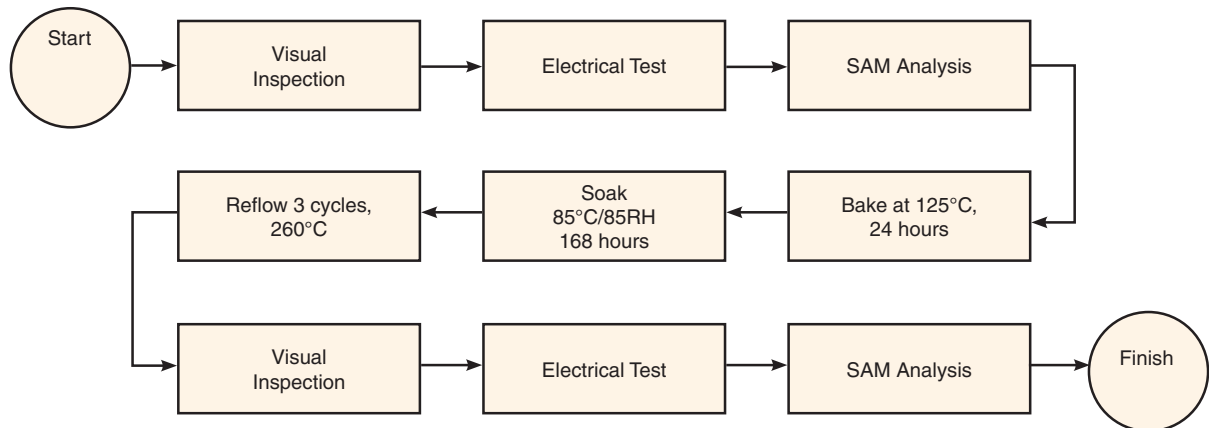 Start
Visual
Inspection
Electrical Test
SAM Analysis
Bake at 125°C,
24 hours
Soak
85°C/85RH
168 hours
Reflow 3 cycles,
260°C
Visual
Inspection
Electrical Test
SAM Analysis
Finish